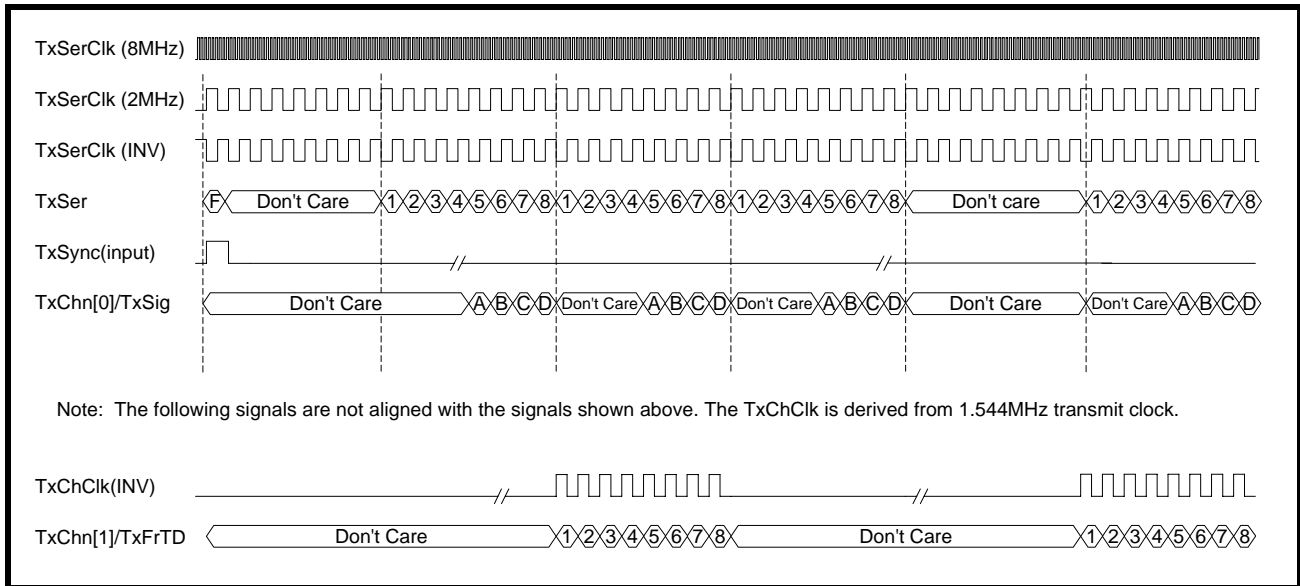 TxSerClk (8MHz)
TxSerClk (2MHz)
TxSerClk (INV)
TxSer F Don't Care 1 2 3 4 5 6 7 8 1 2 3 4 5 6 7 8 1 2 3 4 5 6 7 8 Don't care 1 2 3 4 5 6 7 8
TxSync(input)
TxChn[0]/TxSig Don't Care A B C D Don't Care A B C D Don't Care A B C D Don't Care Don't Care A B C D
Note: The following signals are not aligned with the signals shown above. The TxChClk is derived from 1.544MHz transmit clock.
TxChClk(INV)
TxChn[1]/TxFrTD Don't Care 1 2 3 4 5 6 7 8 Don't Care 1 2 3 4 5 6 7 8